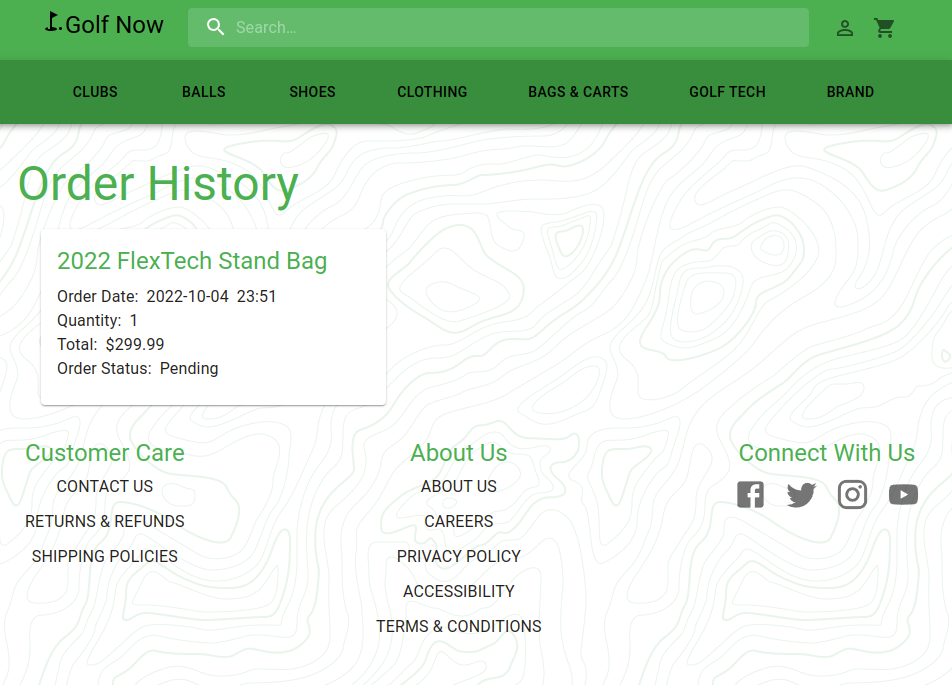 Golf Now
Search...
CLUBS BALLS SHOES CLOTHING BAGS & CARTS GOLF TECH BRAND
Order History
2022 FlexTech Stand Bag
Order Date: 2022-10-04 23:51
Quantity: 1
Total: $299.99
Order Status: Pending
Customer Care
CONTACT US
RETURNS & REFUNDS
SHIPPING POLICIES
About Us
ABOUT US
CAREERS
PRIVACY POLICY
ACCESSIBILITY
TERMS & CONDITIONS
Connect With Us